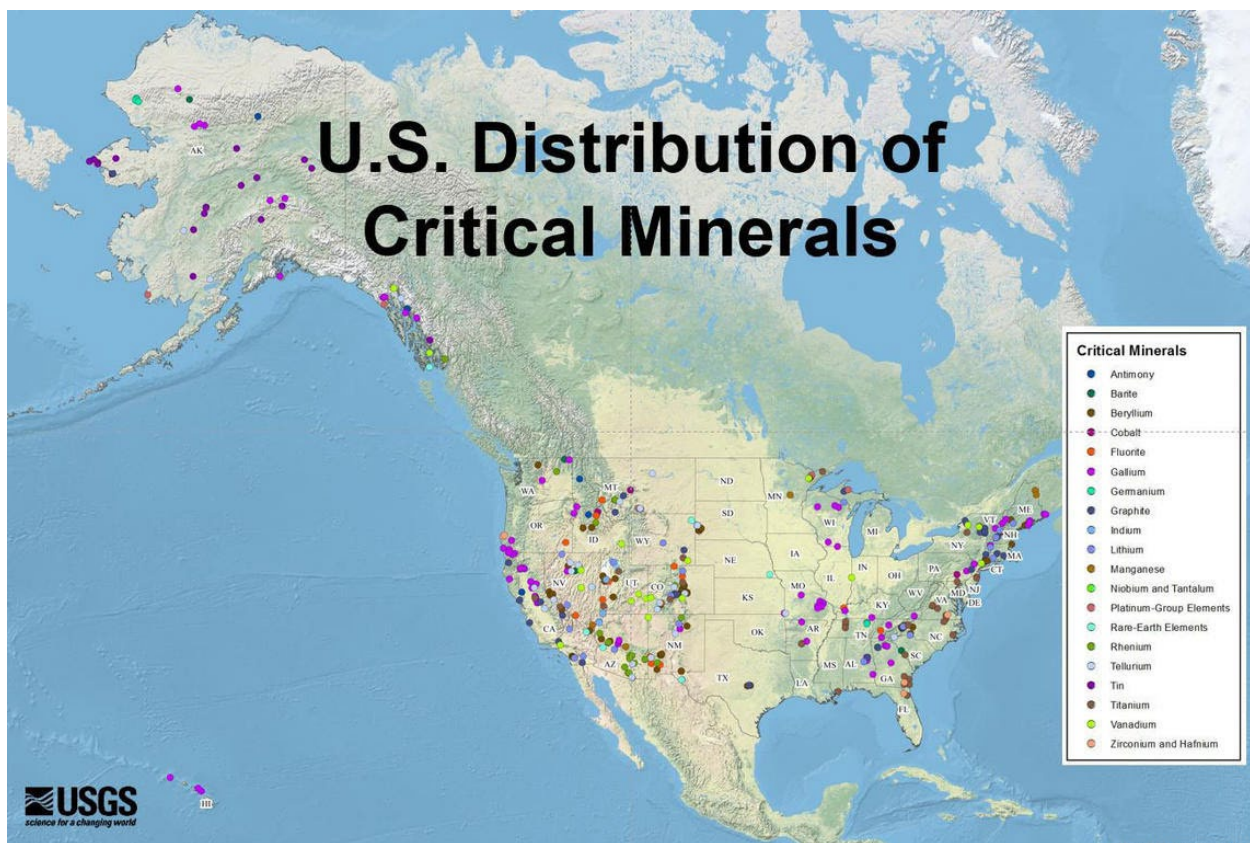 U.S. Distribution of
Critical Minerals
AK
WA
MT
ND
MN
OR
ID
SD
WY
WI
MI
VT
ME
NH
NY
MA
CT
NV
UT
CO
NE
IA
IL
IN
OH
PA
NJ
MD
DE
WV
VA
CA
KS
MO
KY
AZ
NM
OK
AR
TN
NC
SC
TX
LA
MS
AL
GA
FL
HI
Critical Minerals
Antimony
Barite
Beryllium
Cobalt
Fluorite
Gallium
Germanium
Graphite
Indium
Lithium
Manganese
Niobium and Tantalum
Platinum-Group Elements
Rare-Earth Elements
Rhenium
Tellurium
Tin
Titanium
Vanadium
Zirconium and Hafnium
USGS
science for a changing world